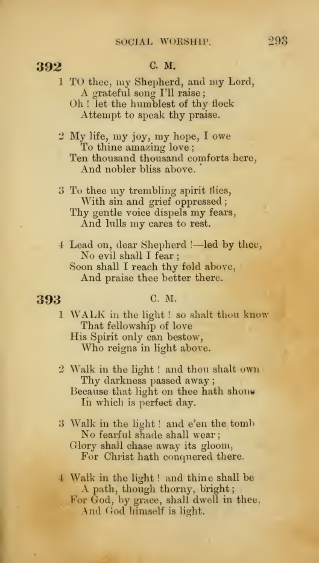 SOCIAL WORSHIP. 293
392 C. M.
1 TO thee, my Shepherd, and my Lord,
A grateful song I'll raise;
Oh! let the humblest of thy flock
Attempt to speak thy praise.
2 My life, my joy, my hope, I owe
To thine amazing love;
Ten thousand thousand comforts here,
And nobler bliss above.
3 To thee my trembling spirit flies,
With sin and grief oppressed;
Thy gentle voice dispels my fears,
And lulls my cares to rest.
4 Lead on, dear Shepherd!—led by thee,
No evil shall I fear;
Soon shall I reach thy fold above,
And praise thee better there.
393 C. M.
1 WALK in the light! so shalt thou know
That fellowship of love
His Spirit only can bestow,
Who reigns in light above.
2 Walk in the light! and thou shalt own
Thy darkness passed away;
Because that light on thee hath shone
In which is perfect day.
3 Walk in the light! and e'en the tomb
No fearful shade shall wear;
Glory shall chase away its gloom,
For Christ hath conquered there.
4 Walk in the light! and thine shall be
A path, though thorny, bright;
For God, by grace, shall dwell in thee,
And God himself is light.